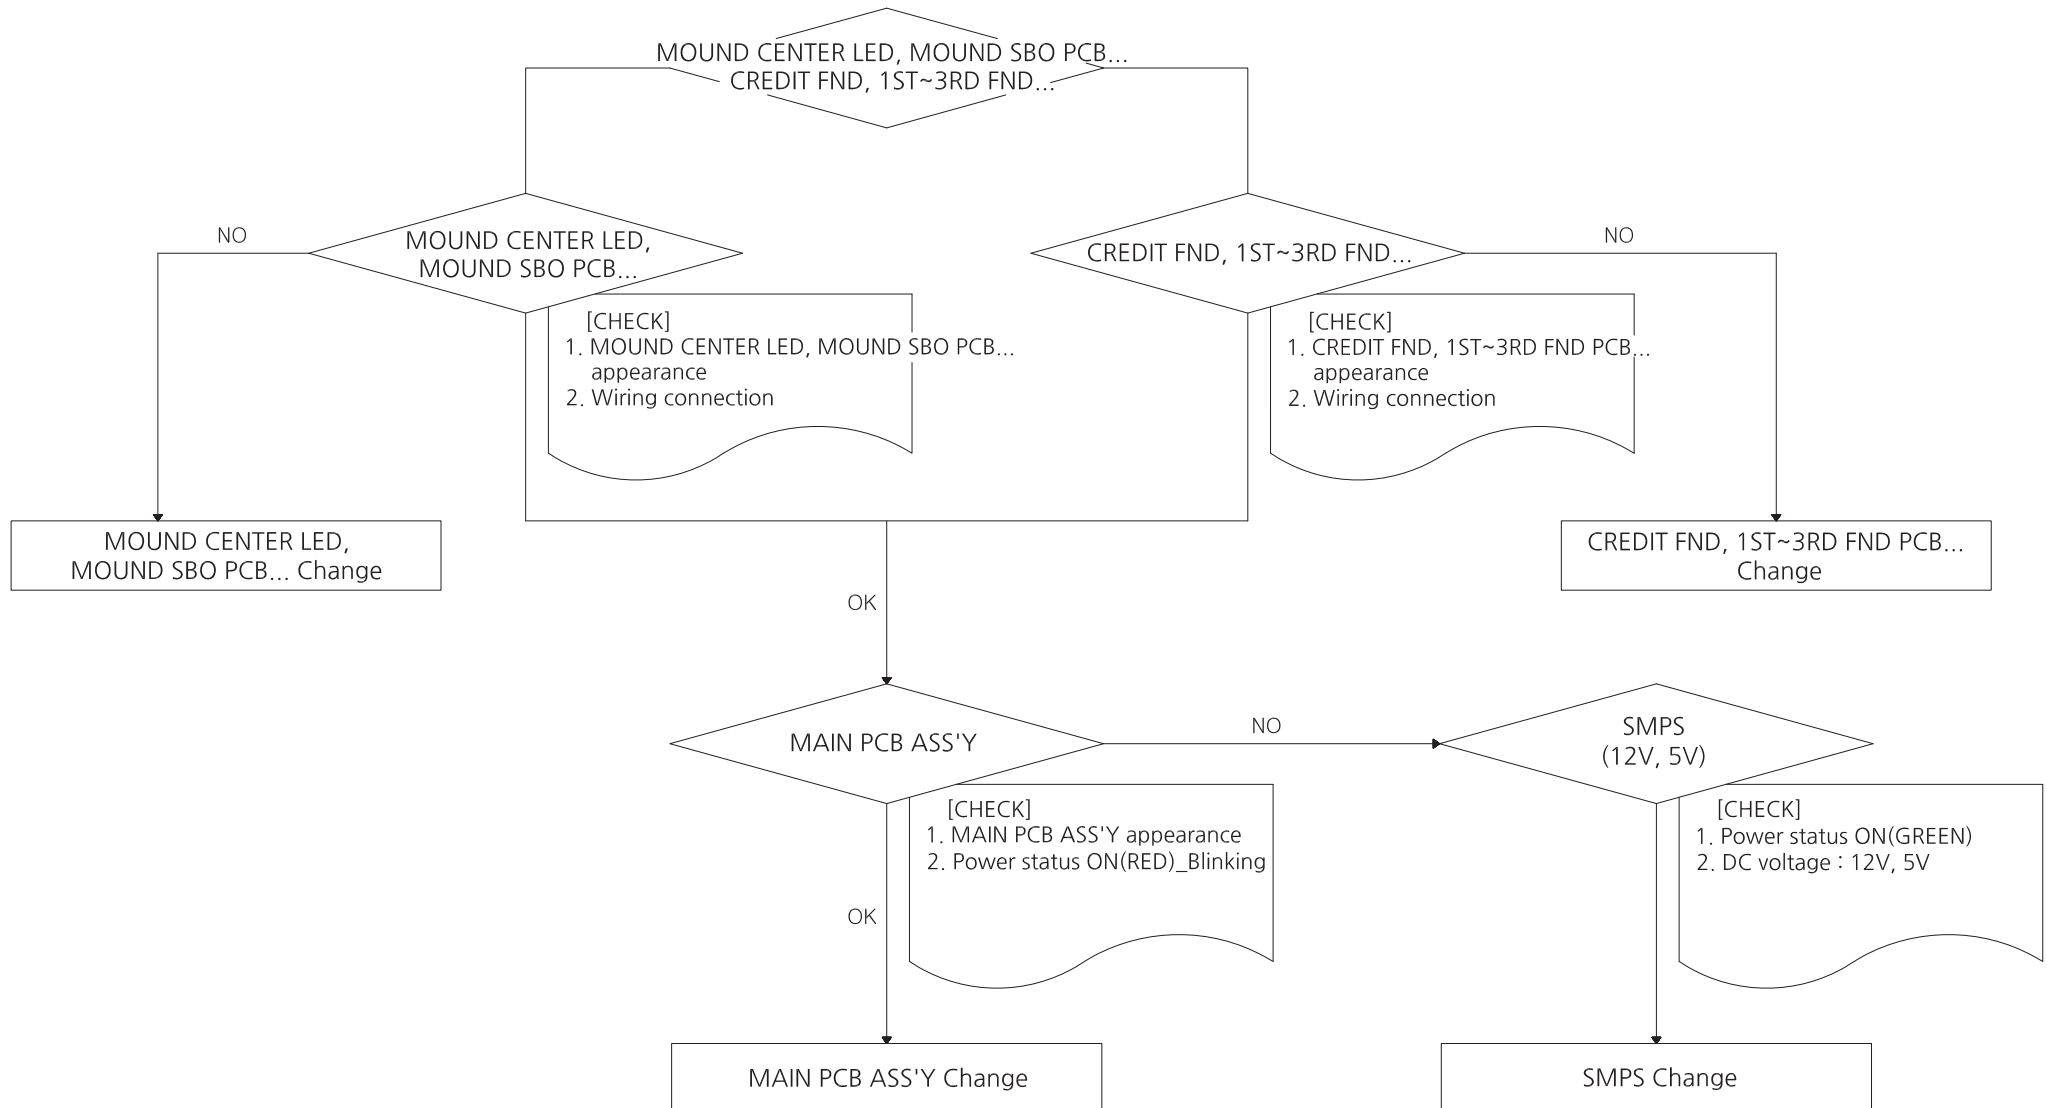 MOUND CENTER LED, MOUND SBO PCB...
CREDIT FND, 1ST~3RD FND...
NO
MOUND CENTER LED,
MOUND SBO PCB...
CREDIT FND, 1ST~3RD FND...
NO
[CHECK]
1. MOUND CENTER LED, MOUND SBO PCB...
appearance
2. Wiring connection
[CHECK]
1. CREDIT FND, 1ST~3RD FND PCB...
appearance
2. Wiring connection
MOUND CENTER LED,
MOUND SBO PCB... Change
CREDIT FND, 1ST~3RD FND PCB...
Change
OK
MAIN PCB ASS'Y
NO
SMPS
(12V, 5V)
[CHECK]
1. MAIN PCB ASS'Y appearance
2. Power status ON(RED)_Blinking
[CHECK]
1. Power status ON(GREEN)
2. DC voltage : 12V, 5V
OK
MAIN PCB ASS'Y Change
SMPS Change